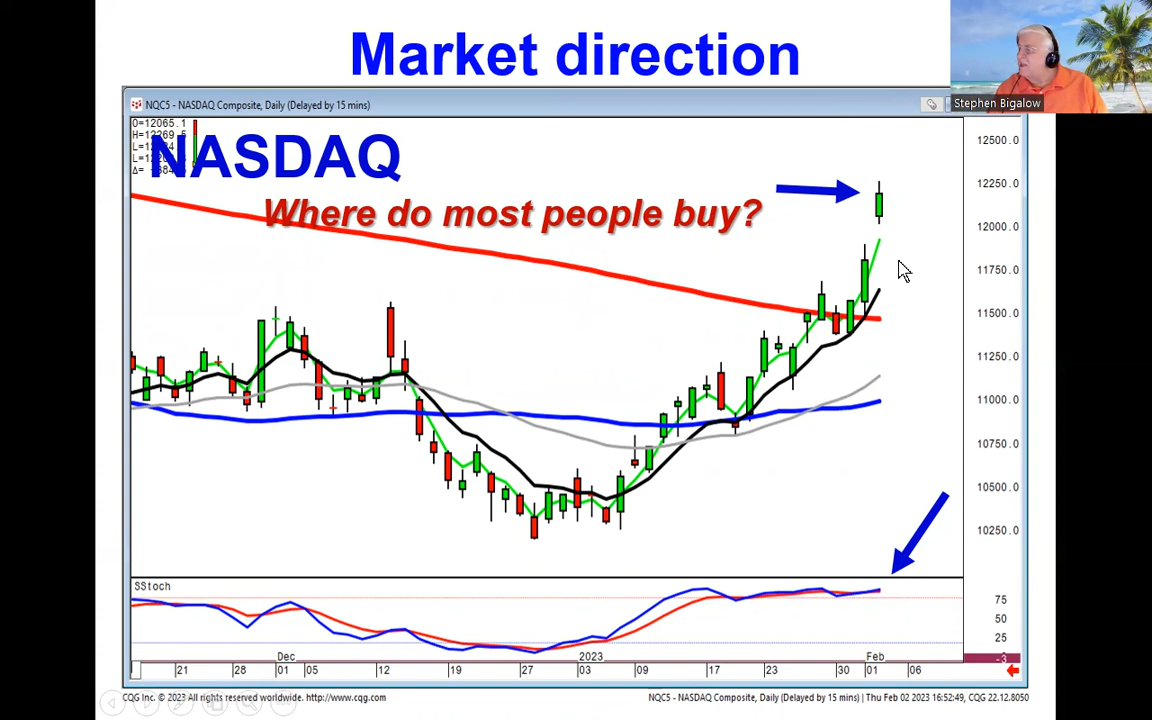 Market direction
Stephen Bigalow
NQC5 - NASDAQ Composite, Daily (Delayed by 15 mins)
O=12065.1
NASDAQ
Where do most people buy?
12500.0
12250.0
12000.0
11750.0
11500.0
11250.0
11000.0
10750.0
10500.0
10250.0
SStoch
75
50
25
-3
Dec 2023 Feb
21 28 01 05 12 19 27 03 09 17 23 30 01 06
CQG Inc. © 2023 All rights reserved worldwide. http://www.cqg.com
NQC5 - NASDAQ Composite, Daily (Delayed by 15 mins) | Thu Feb 02 2023 16:52:49, CQG 22.12.8050